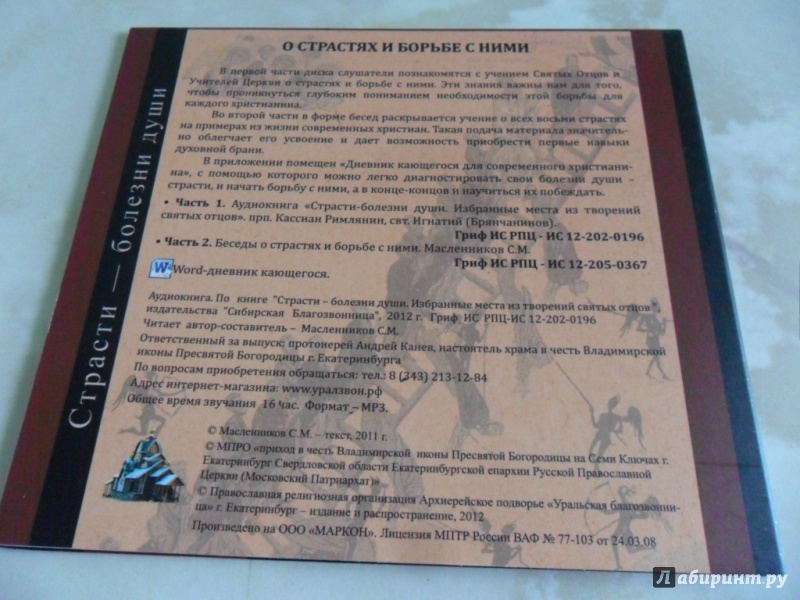 Страсти — болезни души
О СТРАСТЯХ И БОРЬБЕ С НИМИ
В первой части диска слушатели познакомятся с учением Святых Отцов и
Учителей Церкви о страстях и борьбе с ними. Эти знания важны нам для того,
чтобы проникнуться глубоким пониманием необходимости этой борьбы для
каждого христианина.
Во второй части в форме бесед раскрывается учение о всех восьми страстях
на примерах из жизни современных христиан. Такая подача материала значитель-
но облегчает его усвоение и дает возможность приобрести первые навыки
духовной брани.
В приложении помещен «Дневник кающегося для современного христиани-
на», с помощью которого можно легко диагностировать свои болезни души –
страсти, и начать борьбу с ними, а в конце-концов и научиться их побеждать.
• Часть 1. Аудиокнига «Страсти-болезни души. Избранные места из творений
святых отцов». прп. Кассиан Римлянин, свт. Игнатий (Брянчанинов).
Гриф ИС РПЦ - ИС 12-202-0196
• Часть 2. Беседы о страстях и борьбе с ними. Масленников С.М.
Гриф ИС РПЦ - ИС 12-205-0367
W Word-дневник кающегося.
Аудиокнига. По книге "Страсти – болезни души. Избранные места из творений святых отцов",
издательства "Сибирская Благозвонница", 2012 г. Гриф ИС РПЦ-ИС 12-202-0196
Читает автор-составитель – Масленников С.М.
Ответственный за выпуск: протоиерей Андрей Канев, настоятель храма в честь Владимирской
иконы Пресвятой Богородицы г. Екатеринбурга
По вопросам приобретения обращаться: тел.: 8 (343) 213-12-84
Адрес интернет-магазина: www.уралзвон.рф
Общее время звучания 16 час. Формат – MP3.
© Масленников С.М. – текст, 2011 г.
© МПРО «приход в честь Владимирской иконы Пресвятой Богородицы на Семи Ключах г.
Екатеринбург Свердловской области Екатеринбургской епархии Русской Православной
Церкви (Московский Патриархат)»
© Православная религиозная организация Архиерейское подворье «Уральская благозвонни-
ца» г. Екатеринбург – издание и распространение, 2012
Произведено на ООО «МАРКОН». Лицензия МПТР России ВАФ № 77-103 от 24.03.08
Лабиринт.ру